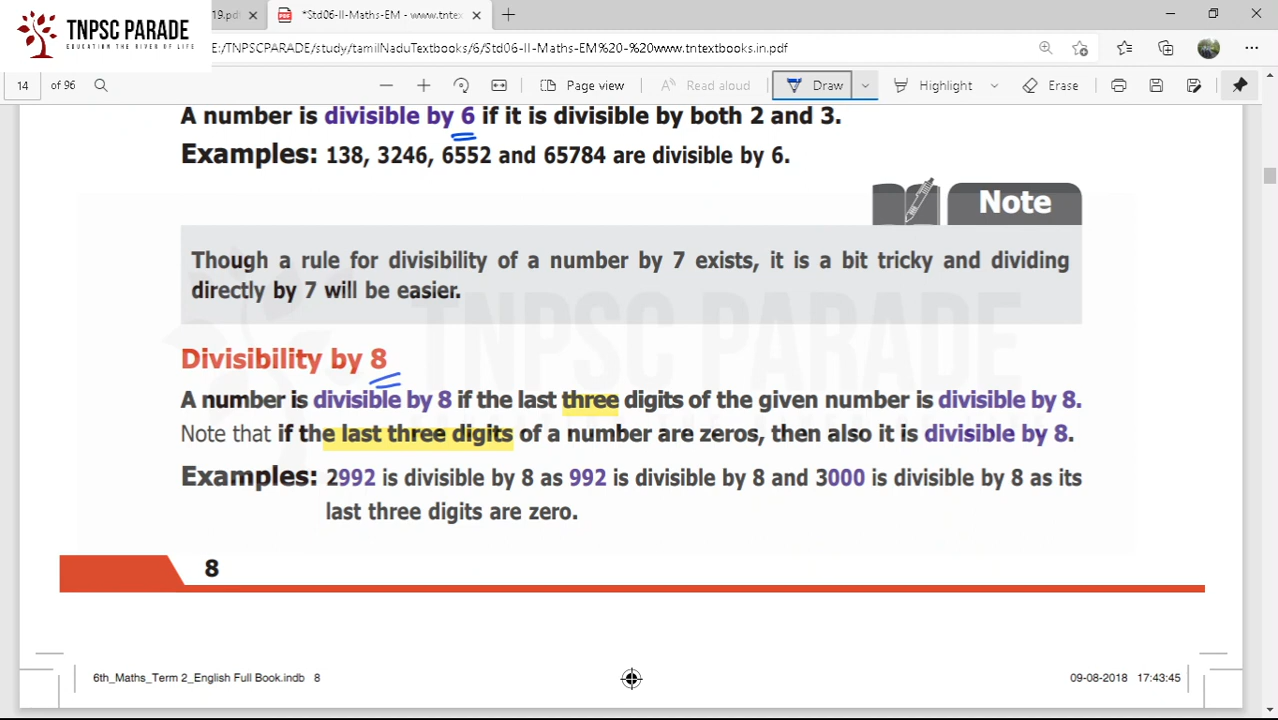 TNPSC PARADE
EDUCATION THE RIVER OF LIFE
19.pd
*Std06-II-Maths-EM - www.tntex
E:/TNPSCPARADE/study/tamilNaduTextbooks/6/Std06-II-Maths-EM%20-%20www.tntextbooks.in.pdf
14 of 96
Page view
Read aloud
Draw
Highlight
Erase
A number is divisible by 6 if it is divisible by both 2 and 3.
Examples: 138, 3246, 6552 and 65784 are divisible by 6.
Note
Though a rule for divisibility of a number by 7 exists, it is a bit tricky and dividing
directly by 7 will be easier.
TNPSC PARADE
Divisibility by 8
A number is divisible by 8 if the last three digits of the given number is divisible by 8.
Note that if the last three digits of a number are zeros, then also it is divisible by 8.
Examples: 2992 is divisible by 8 as 992 is divisible by 8 and 3000 is divisible by 8 as its
last three digits are zero.
8
6th_Maths_Term 2_English Full Book.indb 8
09-08-2018 17:43:45